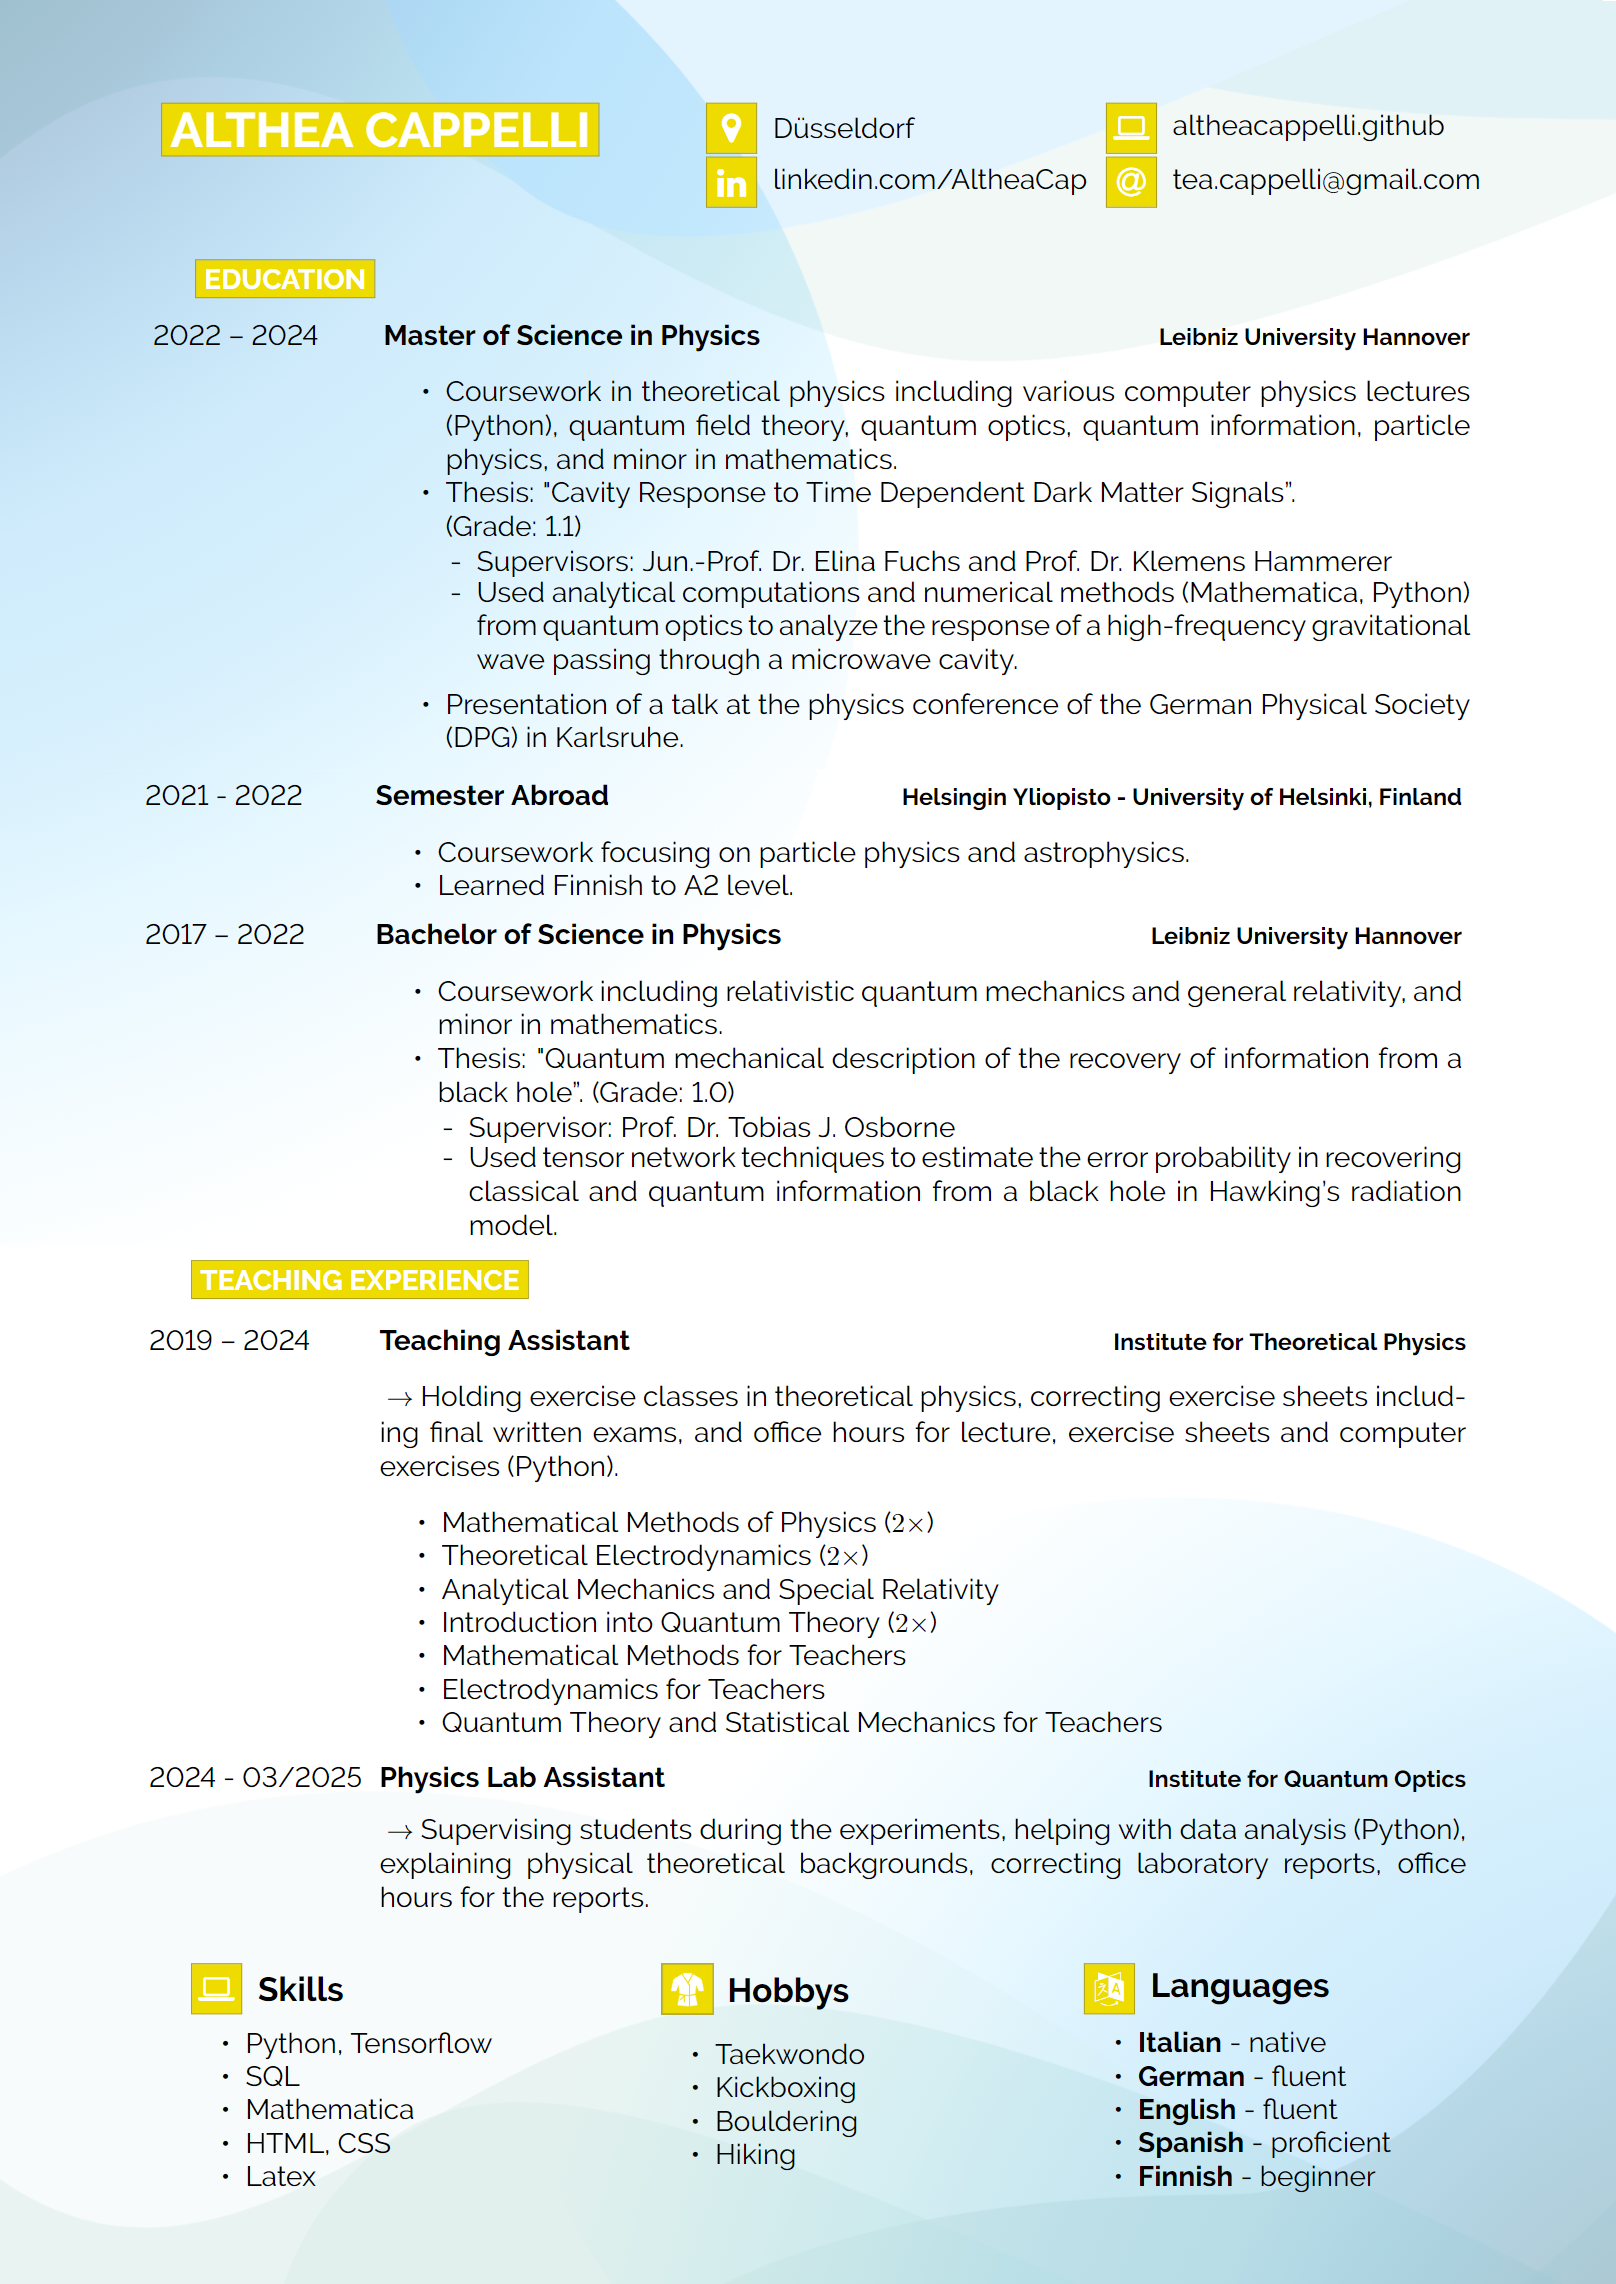 ALTHEA CAPPELLI
Düsseldorf
altheacappelli.github
linkedin.com/AltheaCap
tea.cappelli@gmail.com
EDUCATION
2022 – 2024 Master of Science in Physics Leibniz University Hannover
• Coursework in theoretical physics including various computer physics lectures
(Python), quantum field theory, quantum optics, quantum information, particle
physics, and minor in mathematics.
• Thesis: "Cavity Response to Time Dependent Dark Matter Signals”.
(Grade: 1.1)
- Supervisors: Jun.-Prof. Dr. Elina Fuchs and Prof. Dr. Klemens Hammerer
- Used analytical computations and numerical methods (Mathematica, Python)
from quantum optics to analyze the response of a high-frequency gravitational
wave passing through a microwave cavity.
• Presentation of a talk at the physics conference of the German Physical Society
(DPG) in Karlsruhe.
2021 - 2022 Semester Abroad Helsingin Yliopisto - University of Helsinki, Finland
• Coursework focusing on particle physics and astrophysics.
• Learned Finnish to A2 level.
2017 – 2022 Bachelor of Science in Physics Leibniz University Hannover
• Coursework including relativistic quantum mechanics and general relativity, and
minor in mathematics.
• Thesis: "Quantum mechanical description of the recovery of information from a
black hole”. (Grade: 1.0)
- Supervisor: Prof. Dr. Tobias J. Osborne
- Used tensor network techniques to estimate the error probability in recovering
classical and quantum information from a black hole in Hawking's radiation
model.
TEACHING EXPERIENCE
2019 – 2024 Teaching Assistant Institute for Theoretical Physics
→ Holding exercise classes in theoretical physics, correcting exercise sheets includ-
ing final written exams, and office hours for lecture, exercise sheets and computer
exercises (Python).
• Mathematical Methods of Physics (2×)
• Theoretical Electrodynamics (2×)
• Analytical Mechanics and Special Relativity
• Introduction into Quantum Theory (2×)
• Mathematical Methods for Teachers
• Electrodynamics for Teachers
• Quantum Theory and Statistical Mechanics for Teachers
2024 - 03/2025 Physics Lab Assistant Institute for Quantum Optics
→ Supervising students during the experiments, helping with data analysis (Python),
explaining physical theoretical backgrounds, correcting laboratory reports, office
hours for the reports.
Skills
• Python, Tensorflow
• SQL
• Mathematica
• HTML, CSS
• Latex
Hobbys
• Taekwondo
• Kickboxing
• Bouldering
• Hiking
Languages
• Italian - native
• German - fluent
• English - fluent
• Spanish - proficient
• Finnish - beginner